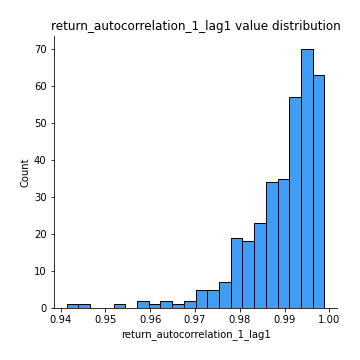 return_autocorrelation_1_lag1 value distribution
70
60
50
40
30
20
10
0
Count
0.94 0.95 0.96 0.97 0.98 0.99 1.00
return_autocorrelation_1_lag1